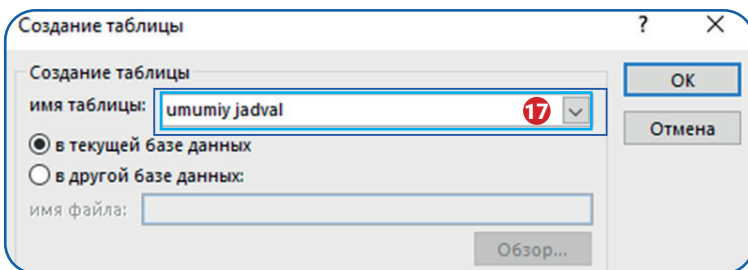 Создание таблицы ? ✕
Создание таблицы
имя таблицы: umumiy jadval 17
OK
в текущей базе данных
Отмена
в другой базе данных:
имя файла:
Обзор...